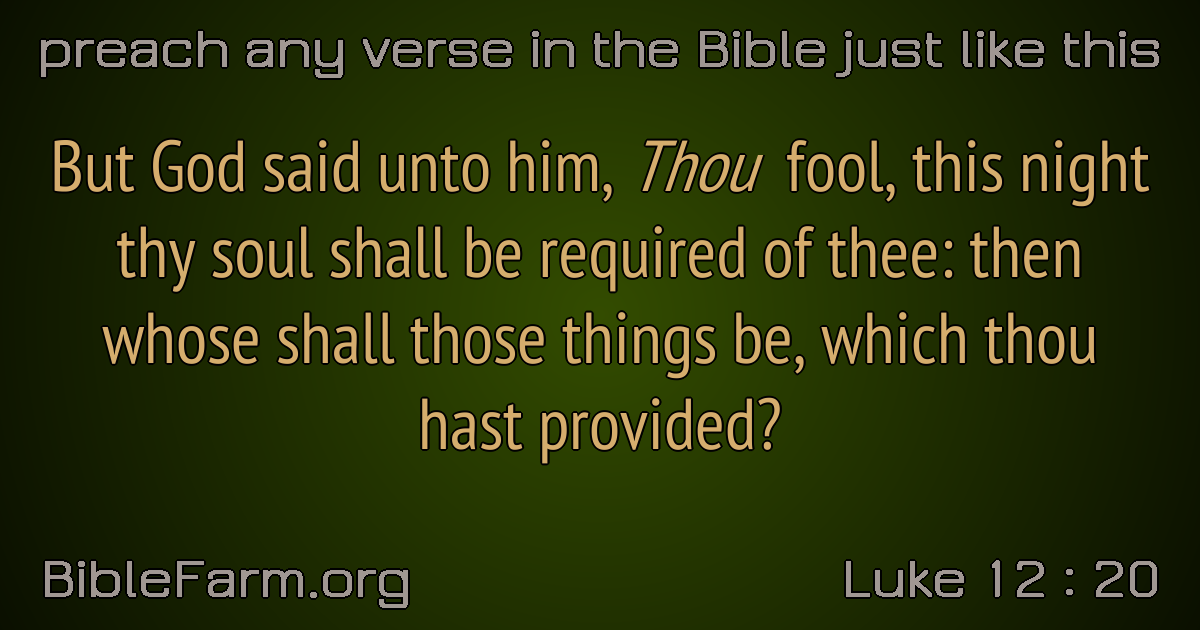 preach any verse in the Bible just like this
But God said unto him, Thou fool, this night
thy soul shall be required of thee: then
whose shall those things be, which thou
hast provided?
BibleFarm.org
Luke 12 : 20